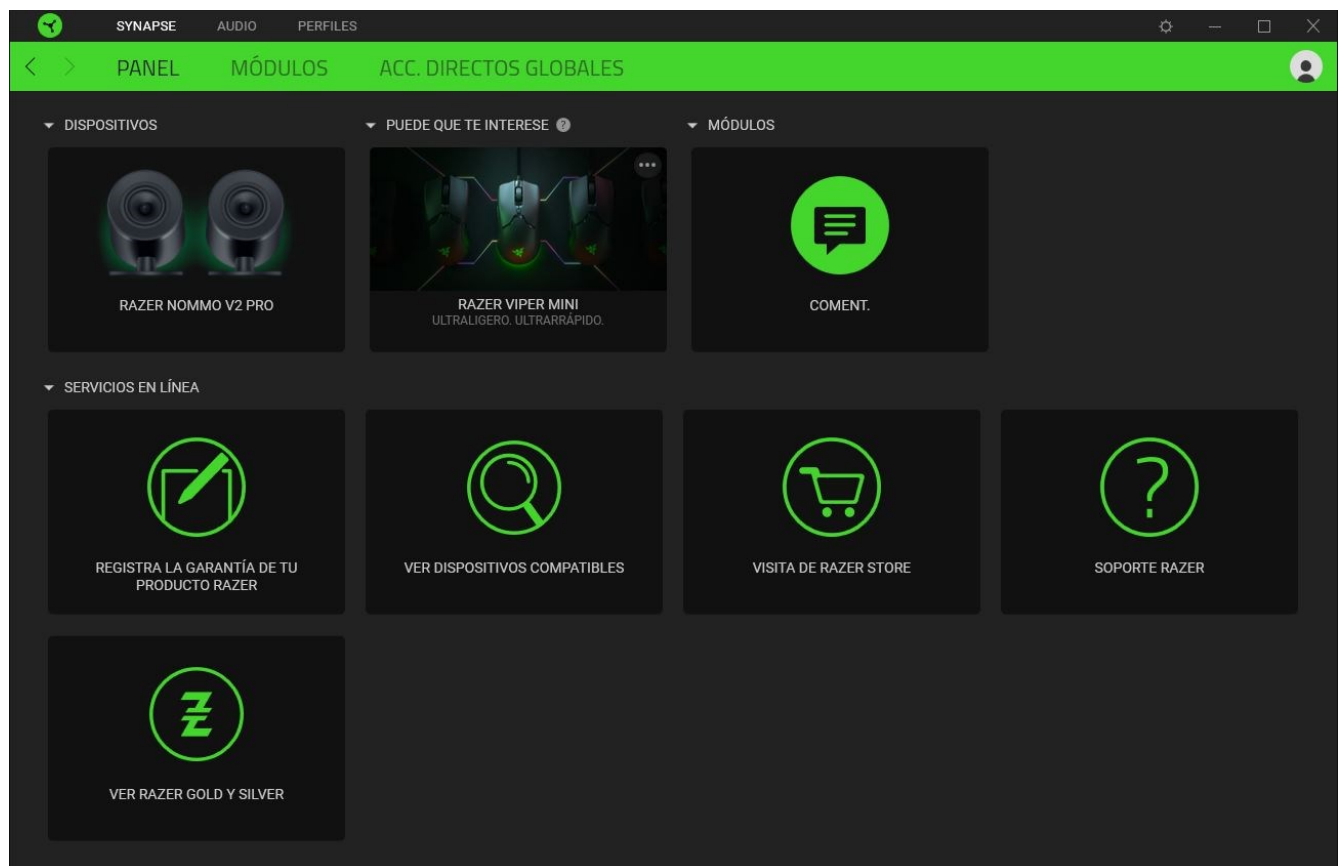 SYNAPSE AUDIO PERFILES
PANEL MÓDULOS ACC. DIRECTOS GLOBALES
DISPOSITIVOS
RAZER NOMMO V2 PRO
PUEDE QUE TE INTERESE ?
RAZER VIPER MINI
ULTRALIGERO. ULTRARRÁPIDO.
MÓDULOS
COMENT.
SERVICIOS EN LÍNEA
REGISTRA LA GARANTÍA DE TU
PRODUCTO RAZER
VER DISPOSITIVOS COMPATIBLES
VISITA DE RAZER STORE
?
SOPORTE RAZER
VER RAZER GOLD Y SILVER